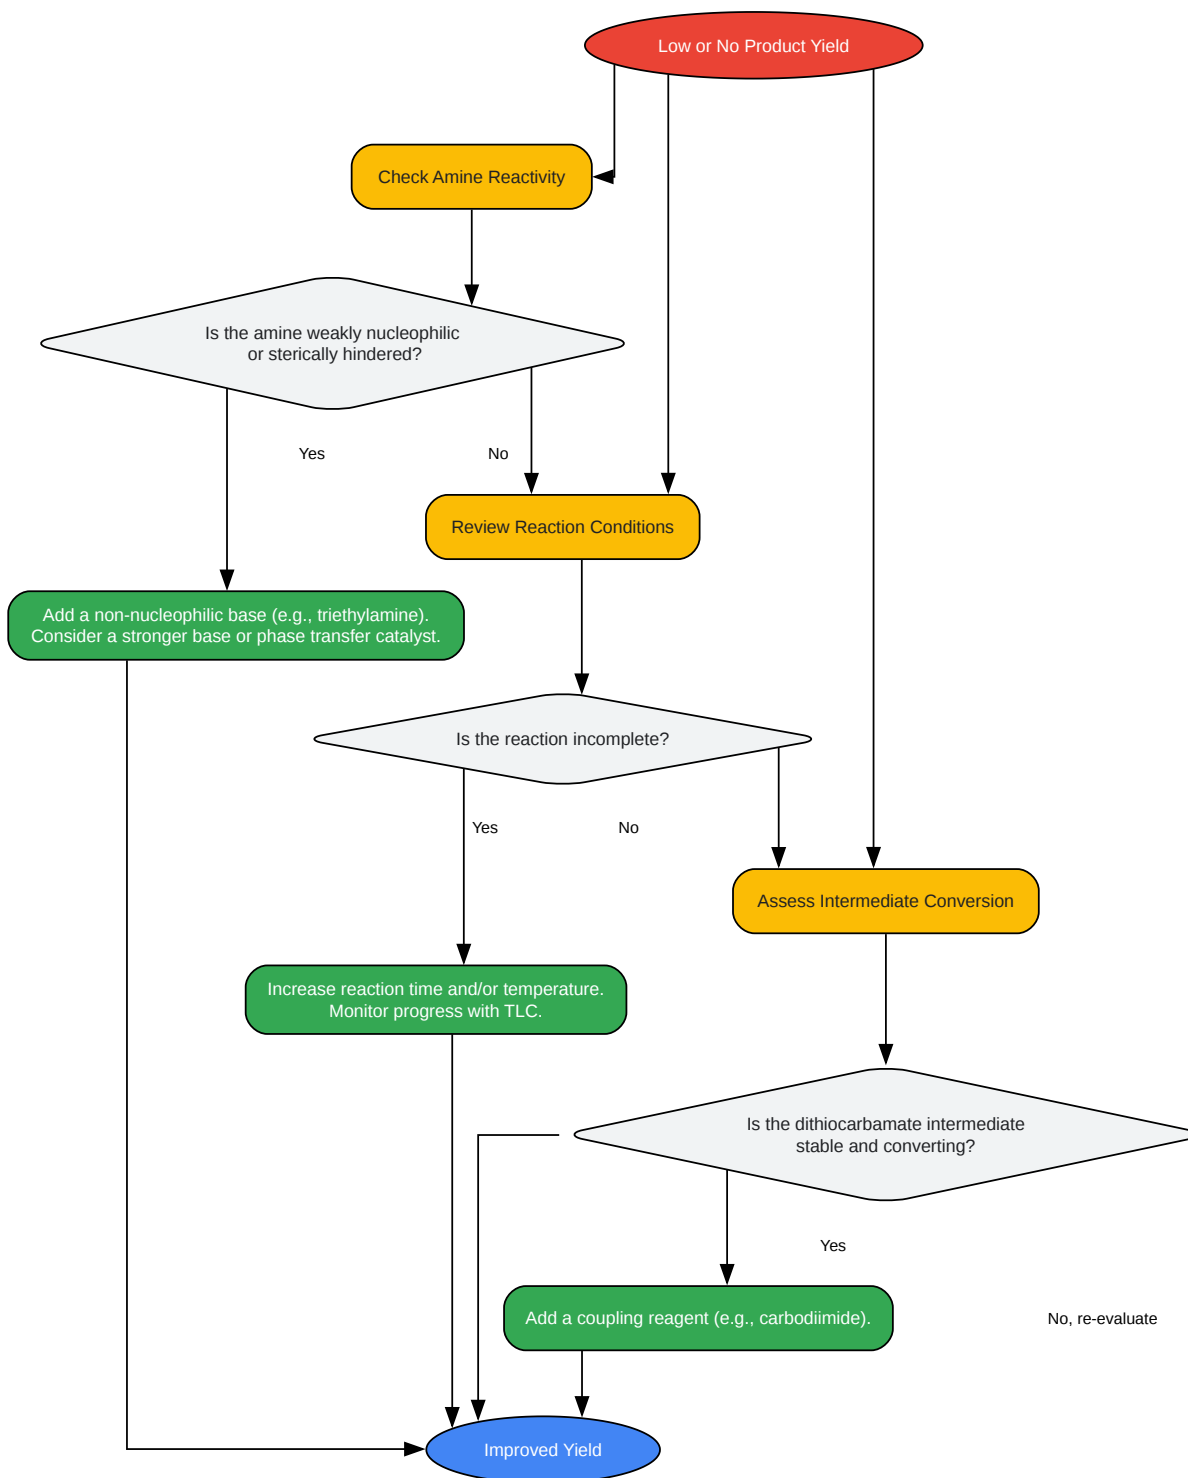 Low or No Product Yield
Check Amine Reactivity
Is the amine weakly nucleophilic
or sterically hindered?
Yes
No
Review Reaction Conditions
Add a non-nucleophilic base (e.g., triethylamine).
Consider a stronger base or phase transfer catalyst.
Is the reaction incomplete?
Yes
No
Assess Intermediate Conversion
Increase reaction time and/or temperature.
Monitor progress with TLC.
Is the dithiocarbamate intermediate
stable and converting?
Yes
Add a coupling reagent (e.g., carbodiimide).
No, re-evaluate
Improved Yield